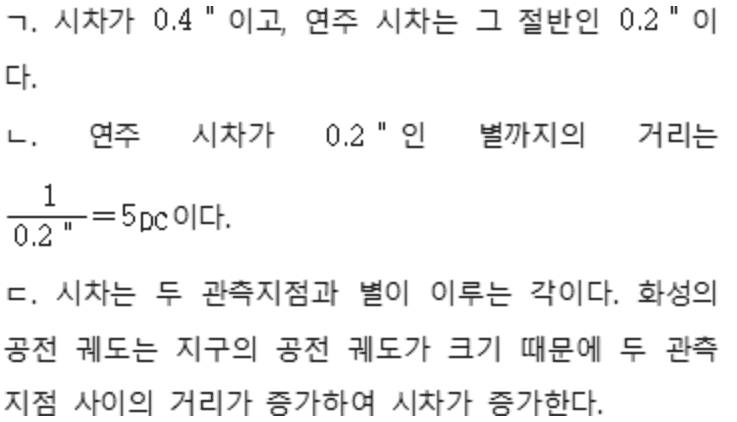 ㄱ. 시차가 0.4 " 이고, 연주 시차는 그 절반인 0.2 " 이
다.
ㄴ. 연주 시차가 0.2 " 인 별까지의 거리는
1/0.2 " = 5pc이다.
ㄷ. 시차는 두 관측지점과 별이 이루는 각이다. 화성의
공전 궤도는 지구의 공전 궤도가 크기 때문에 두 관측
지점 사이의 거리가 증가하여 시차가 증가한다.